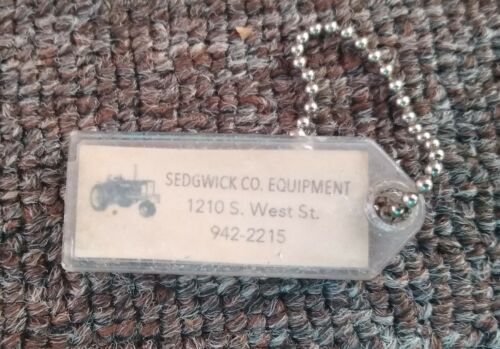 SEDGWICK CO. EQUIPMENT
1210 S. West St.
942-2215